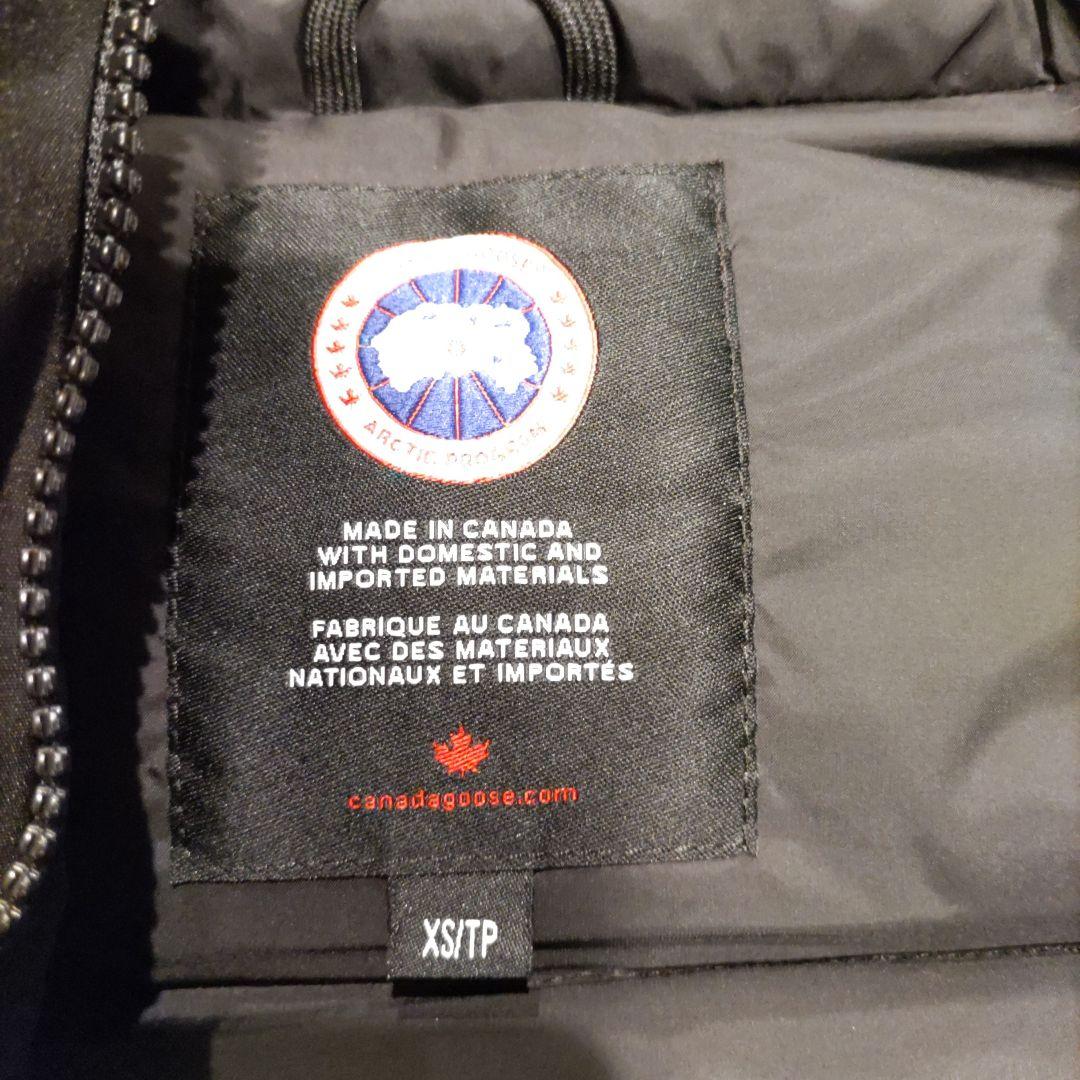 ARCTIC PROGRAM
MADE IN CANADA
WITH DOMESTIC AND
IMPORTED MATERIALS
FABRIQUE AU CANADA
AVEC DES MATERIAUX
NATIONAUX ET IMPORTÉS
canadagoose.com
XS/TP